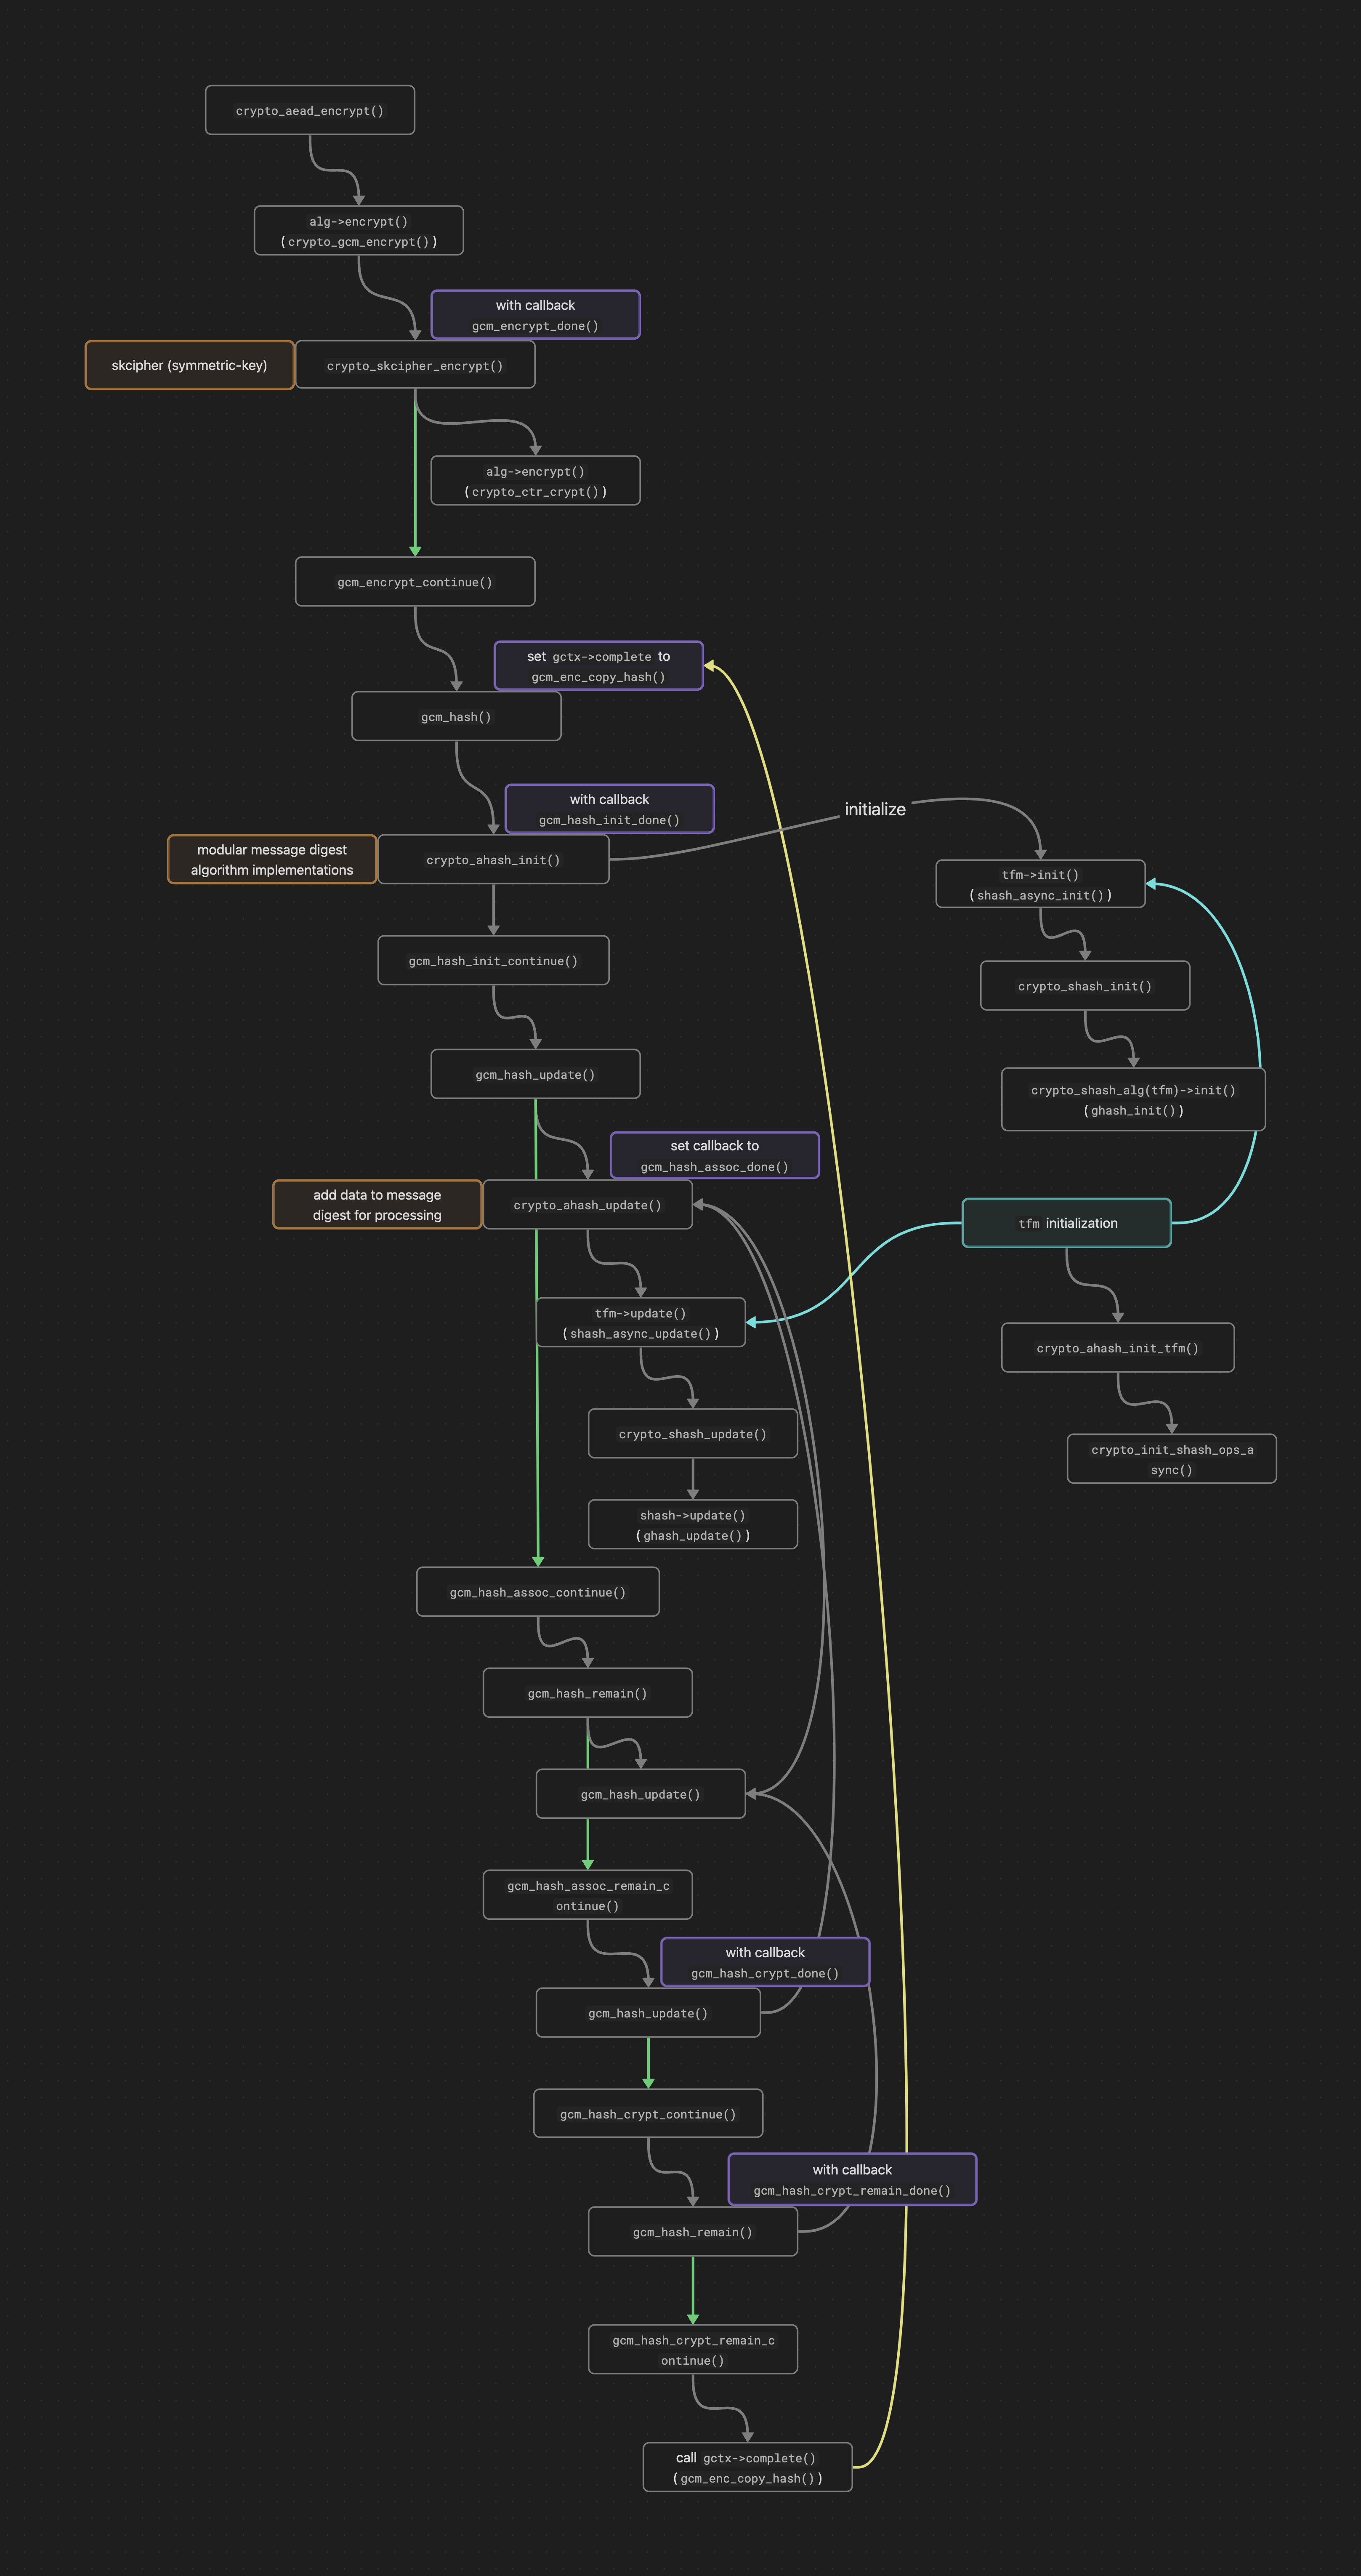 crypto_aead_encrypt()
alg->encrypt()
(crypto_gcm_encrypt())
with callback
gcm_encrypt_done()
skcipher (symmetric-key)
crypto_skcipher_encrypt()
alg->encrypt()
(crypto_ctr_crypt())
gcm_encrypt_continue()
set gctx->complete to
gcm_enc_copy_hash()
gcm_hash()
with callback
gcm_hash_init_done()
initialize
modular message digest
algorithm implementations
crypto_ahash_init()
tfm->init()
(shash_async_init())
gcm_hash_init_continue()
crypto_shash_init()
gcm_hash_update()
crypto_shash_alg(tfm)->init()
(ghash_init())
set callback to
gcm_hash_assoc_done()
add data to message
digest for processing
crypto_ahash_update()
tfm initialization
tfm->update()
(shash_async_update())
crypto_ahash_init_tfm()
crypto_shash_update()
crypto_init_shash_ops_a
sync()
shash->update()
(ghash_update())
gcm_hash_assoc_continue()
gcm_hash_remain()
gcm_hash_update()
gcm_hash_assoc_remain_c
ontinue()
with callback
gcm_hash_crypt_done()
gcm_hash_update()
gcm_hash_crypt_continue()
with callback
gcm_hash_crypt_remain_done()
gcm_hash_remain()
gcm_hash_crypt_remain_c
ontinue()
call gctx->complete()
(gcm_enc_copy_hash())